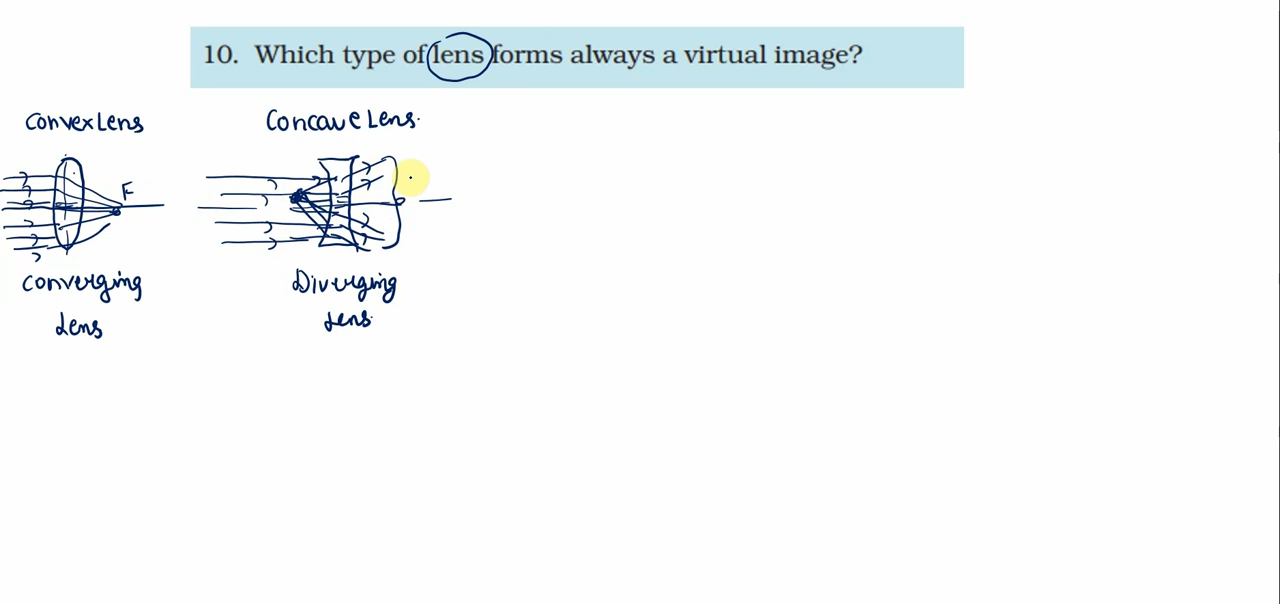 10. Which type of lens forms always a virtual image?
Convex Lens
Concave Lens.
F
Converging
Lens
Diverging
Lens.